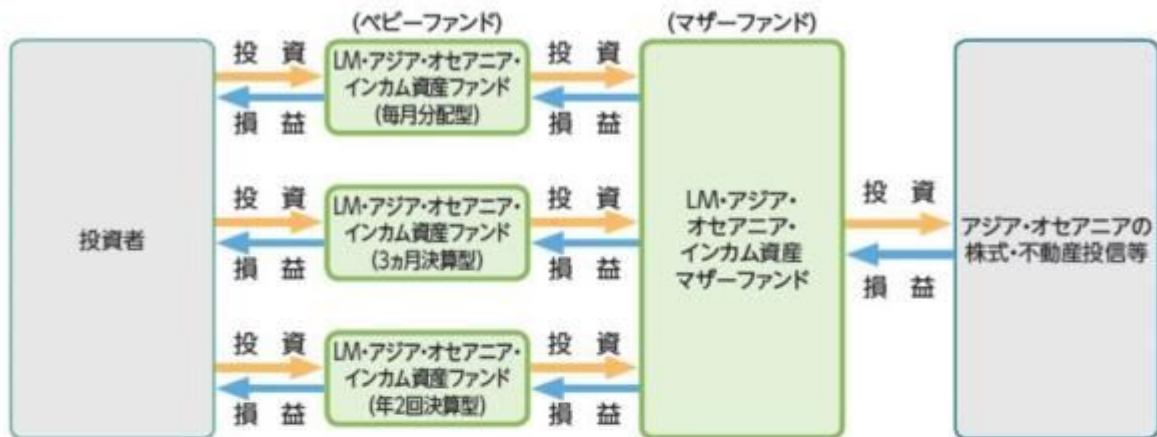 (ベビーファンド)
(マザーファンド)
投資者
投 資
損 益
LM・アジア・オセアニア・
インカム資産ファンド
(毎月分配型)
投 資
損 益
投 資
損 益
LM・アジア・オセアニア・
インカム資産ファンド
(3ヵ月決算型)
投 資
損 益
投 資
損 益
LM・アジア・オセアニア・
インカム資産ファンド
(年2回決算型)
投 資
損 益
LM・アジア・
オセアニア・
インカム資産
マザーファンド
投 資
損 益
アジア・オセアニアの
株式・不動産投信等